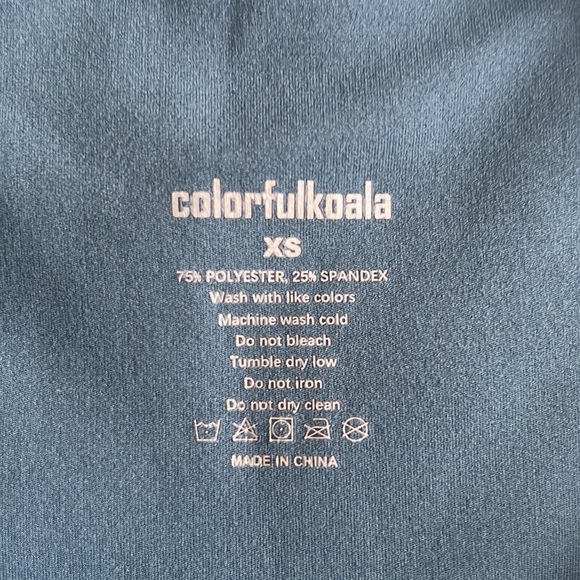 colorfulkoala
XS
75% POLYESTER, 25% SPANDEX
Wash with like colors
Machine wash cold
Do not bleach
Tumble dry low
Do not iron
Do not dry clean
MADE IN CHINA